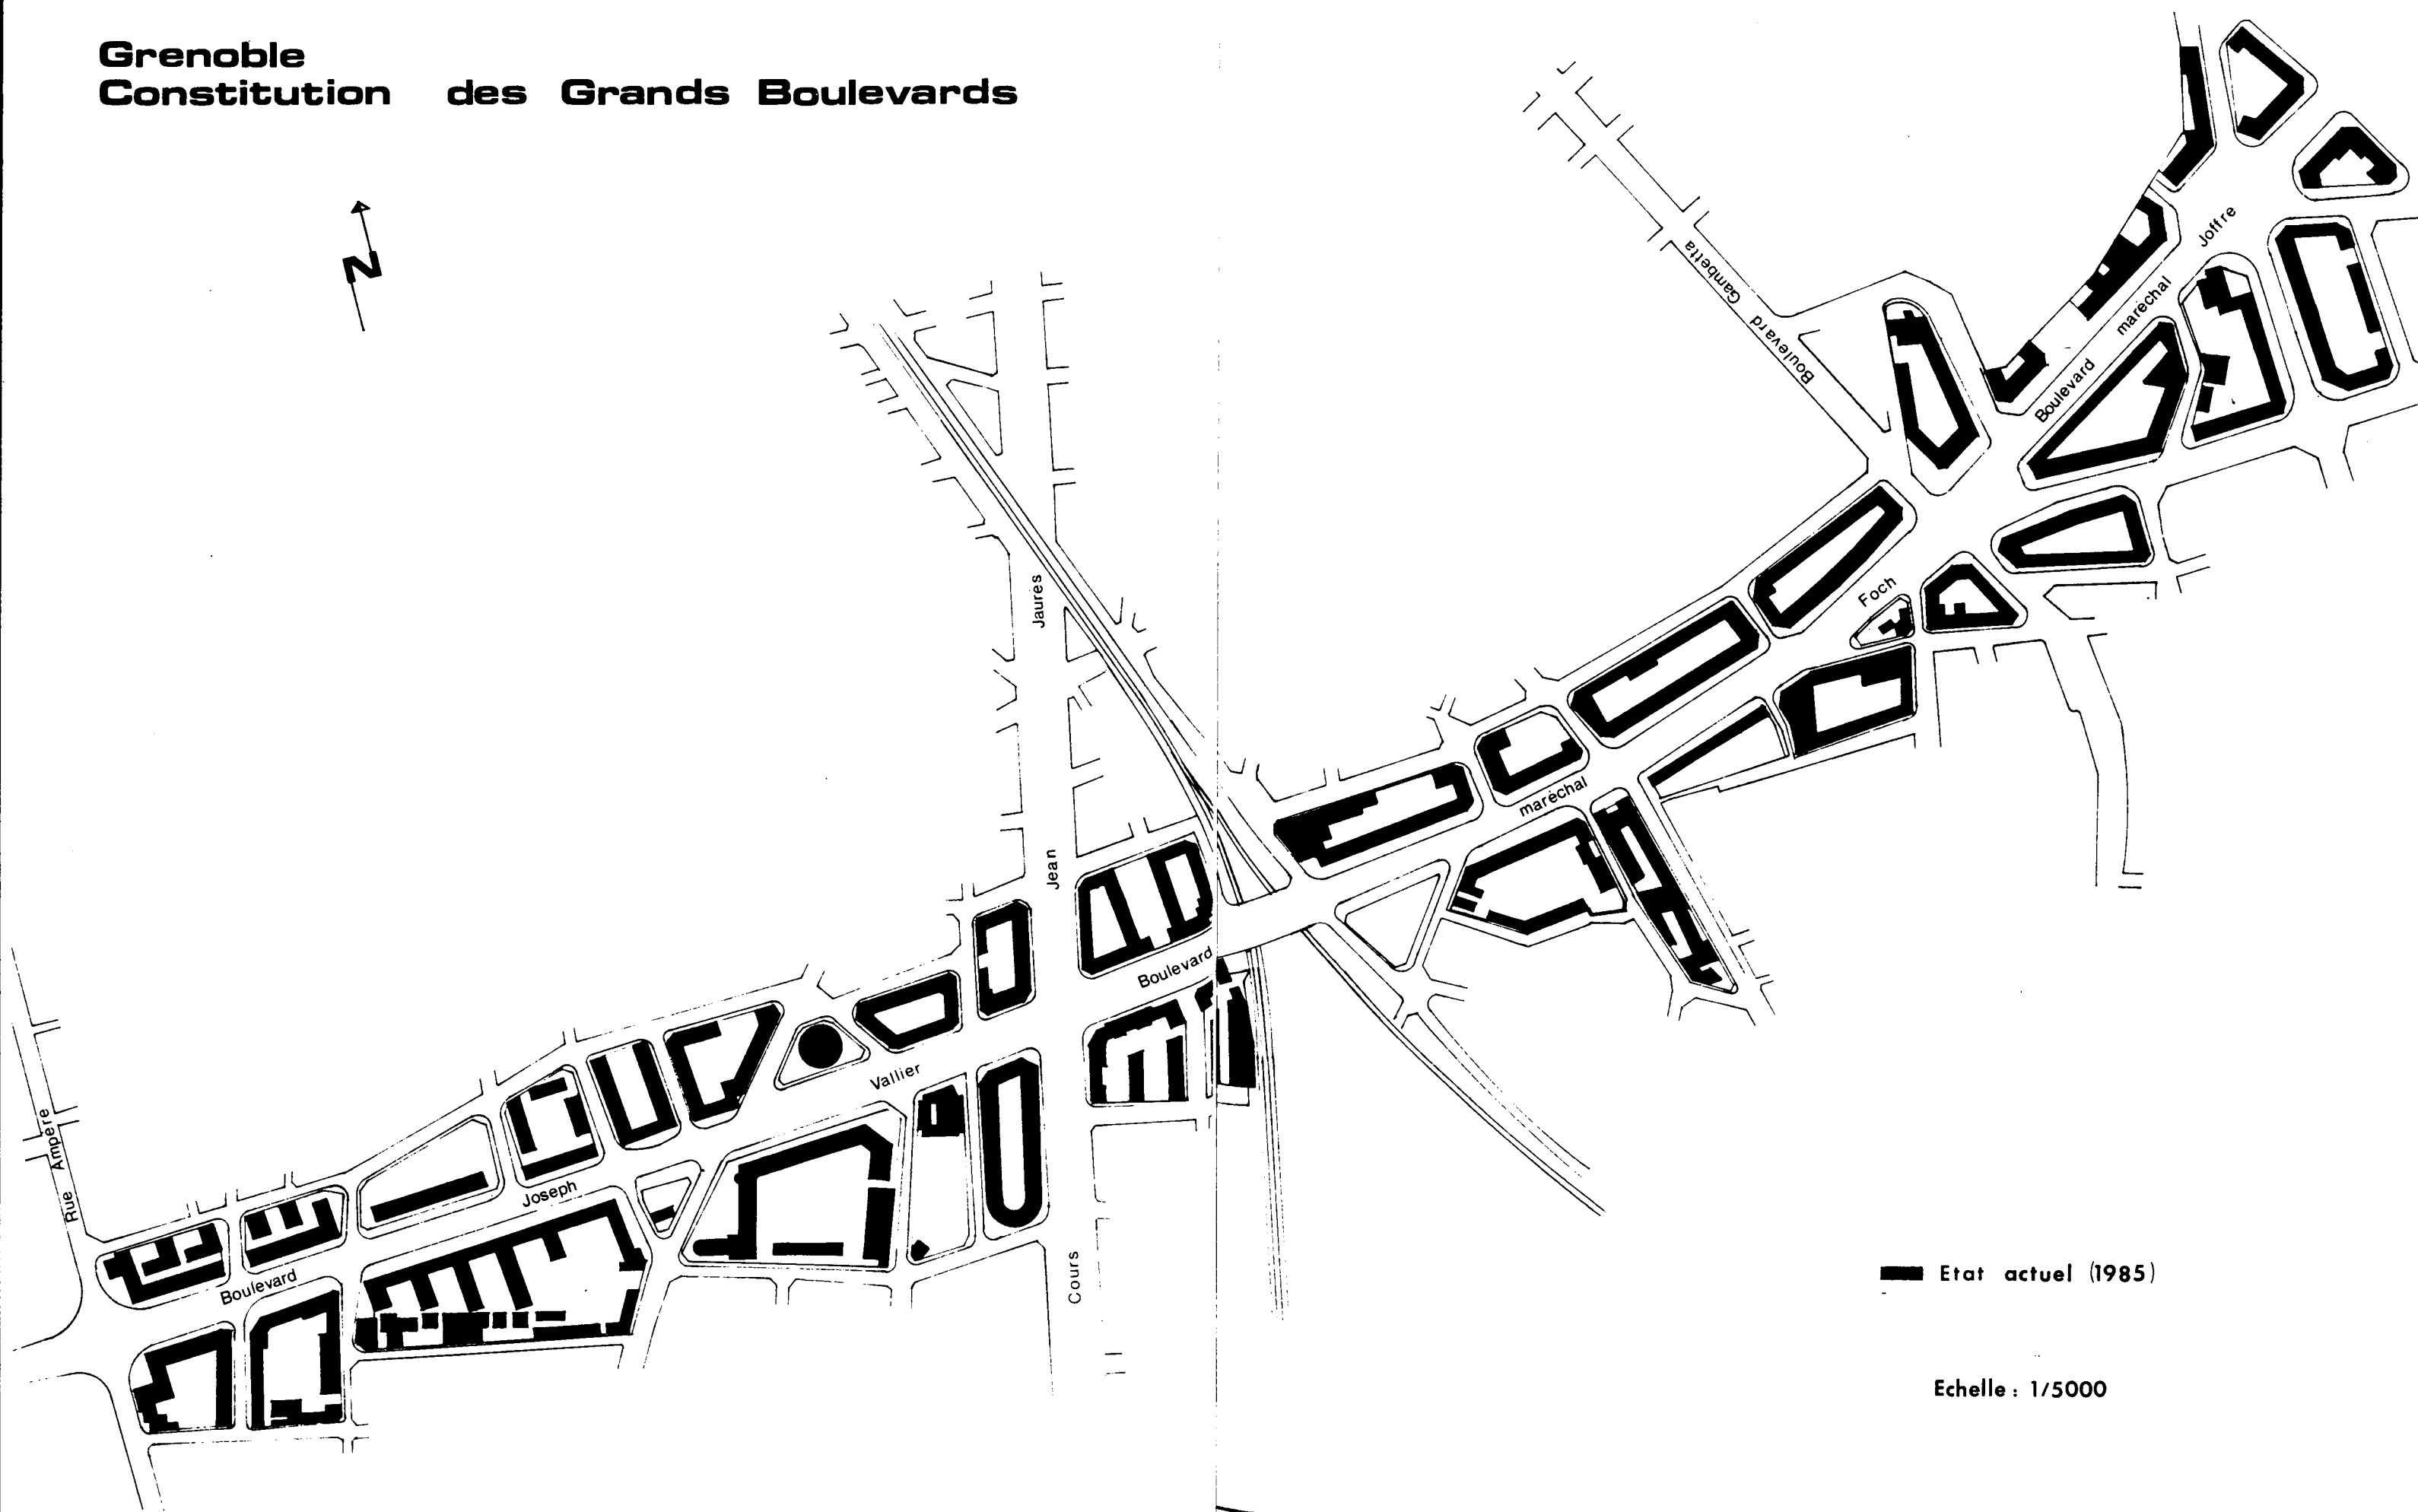 Grenoble
Constitution des Grands Boulevards
N
Boulevard Gambetta
Boulevard maréchal Joffre
Boulevard maréchal Foch
Cours Jean Jaurès
Boulevard Joseph Vallier
Rue Ampère
Etat actuel (1985)
Echelle : 1/5000